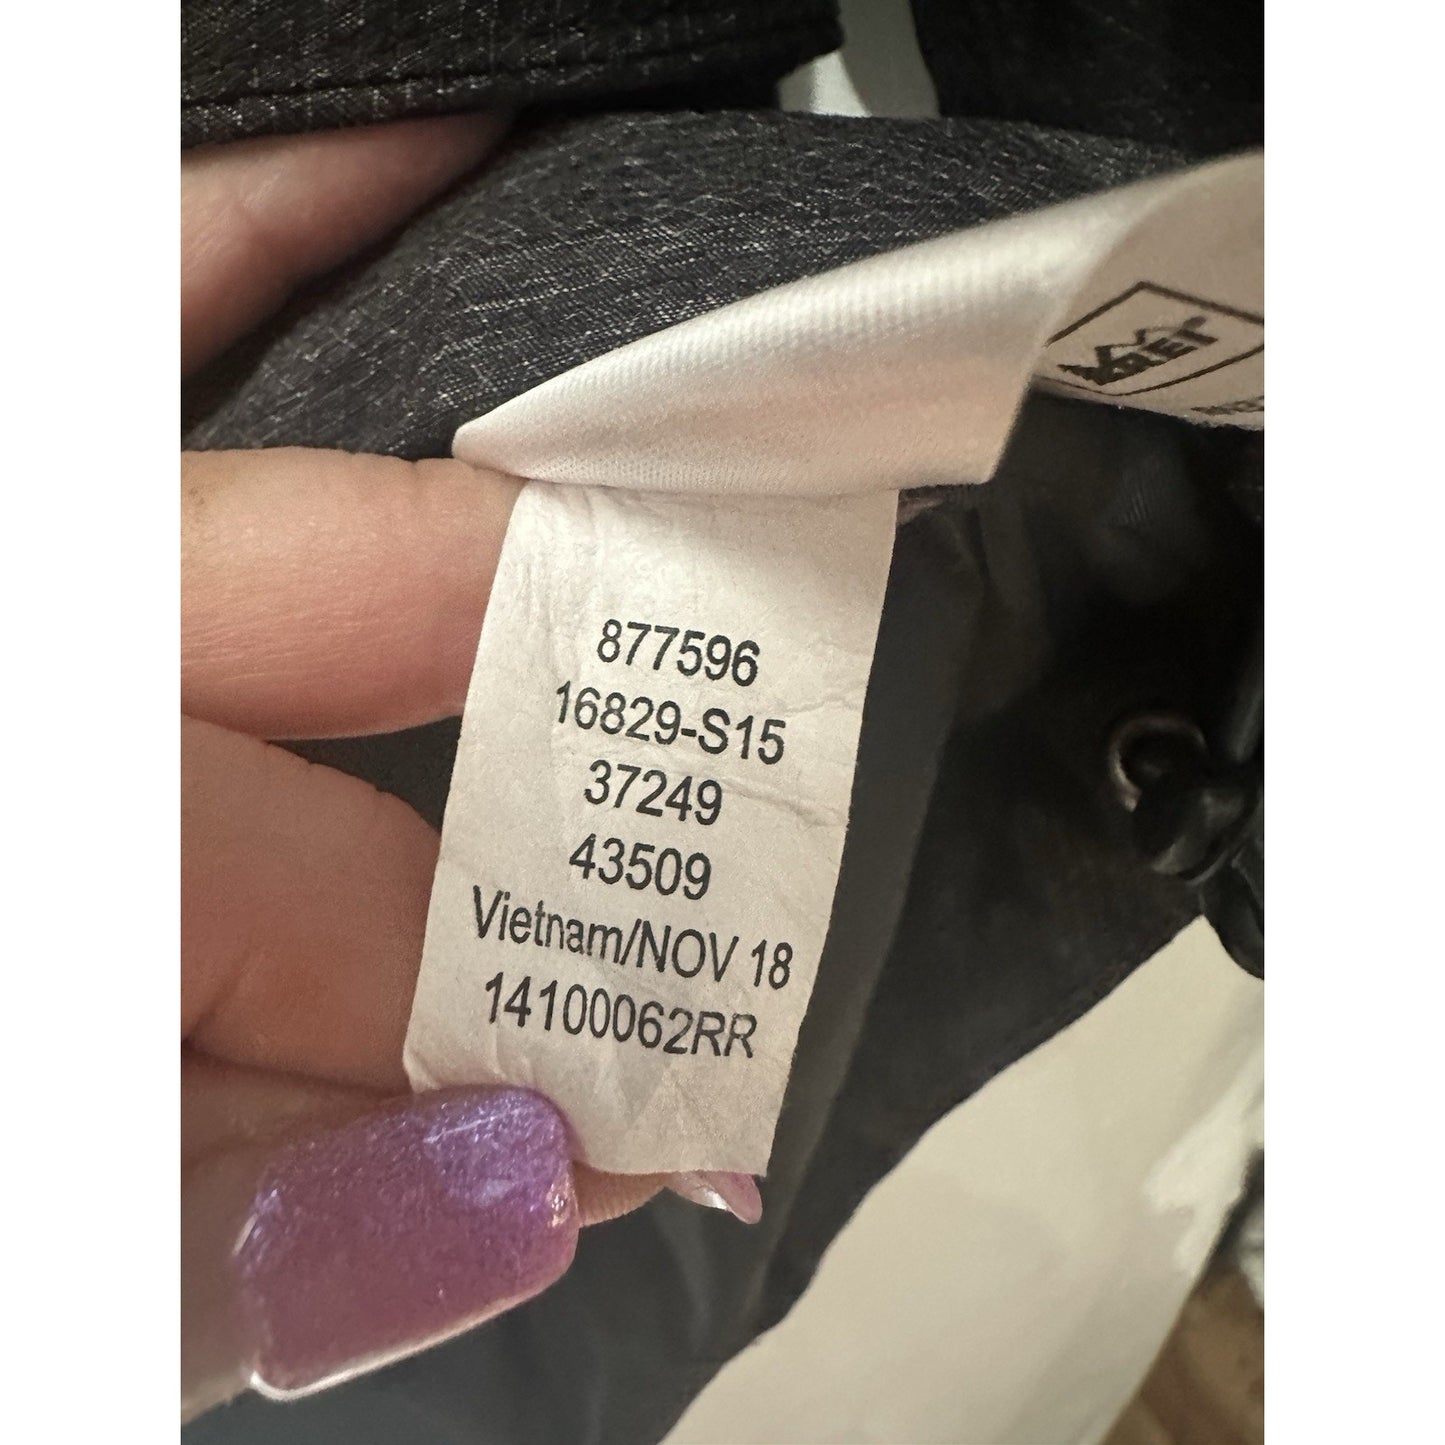 877596
16829-S15
37249
43509
Vietnam/NOV 18
14100062RR